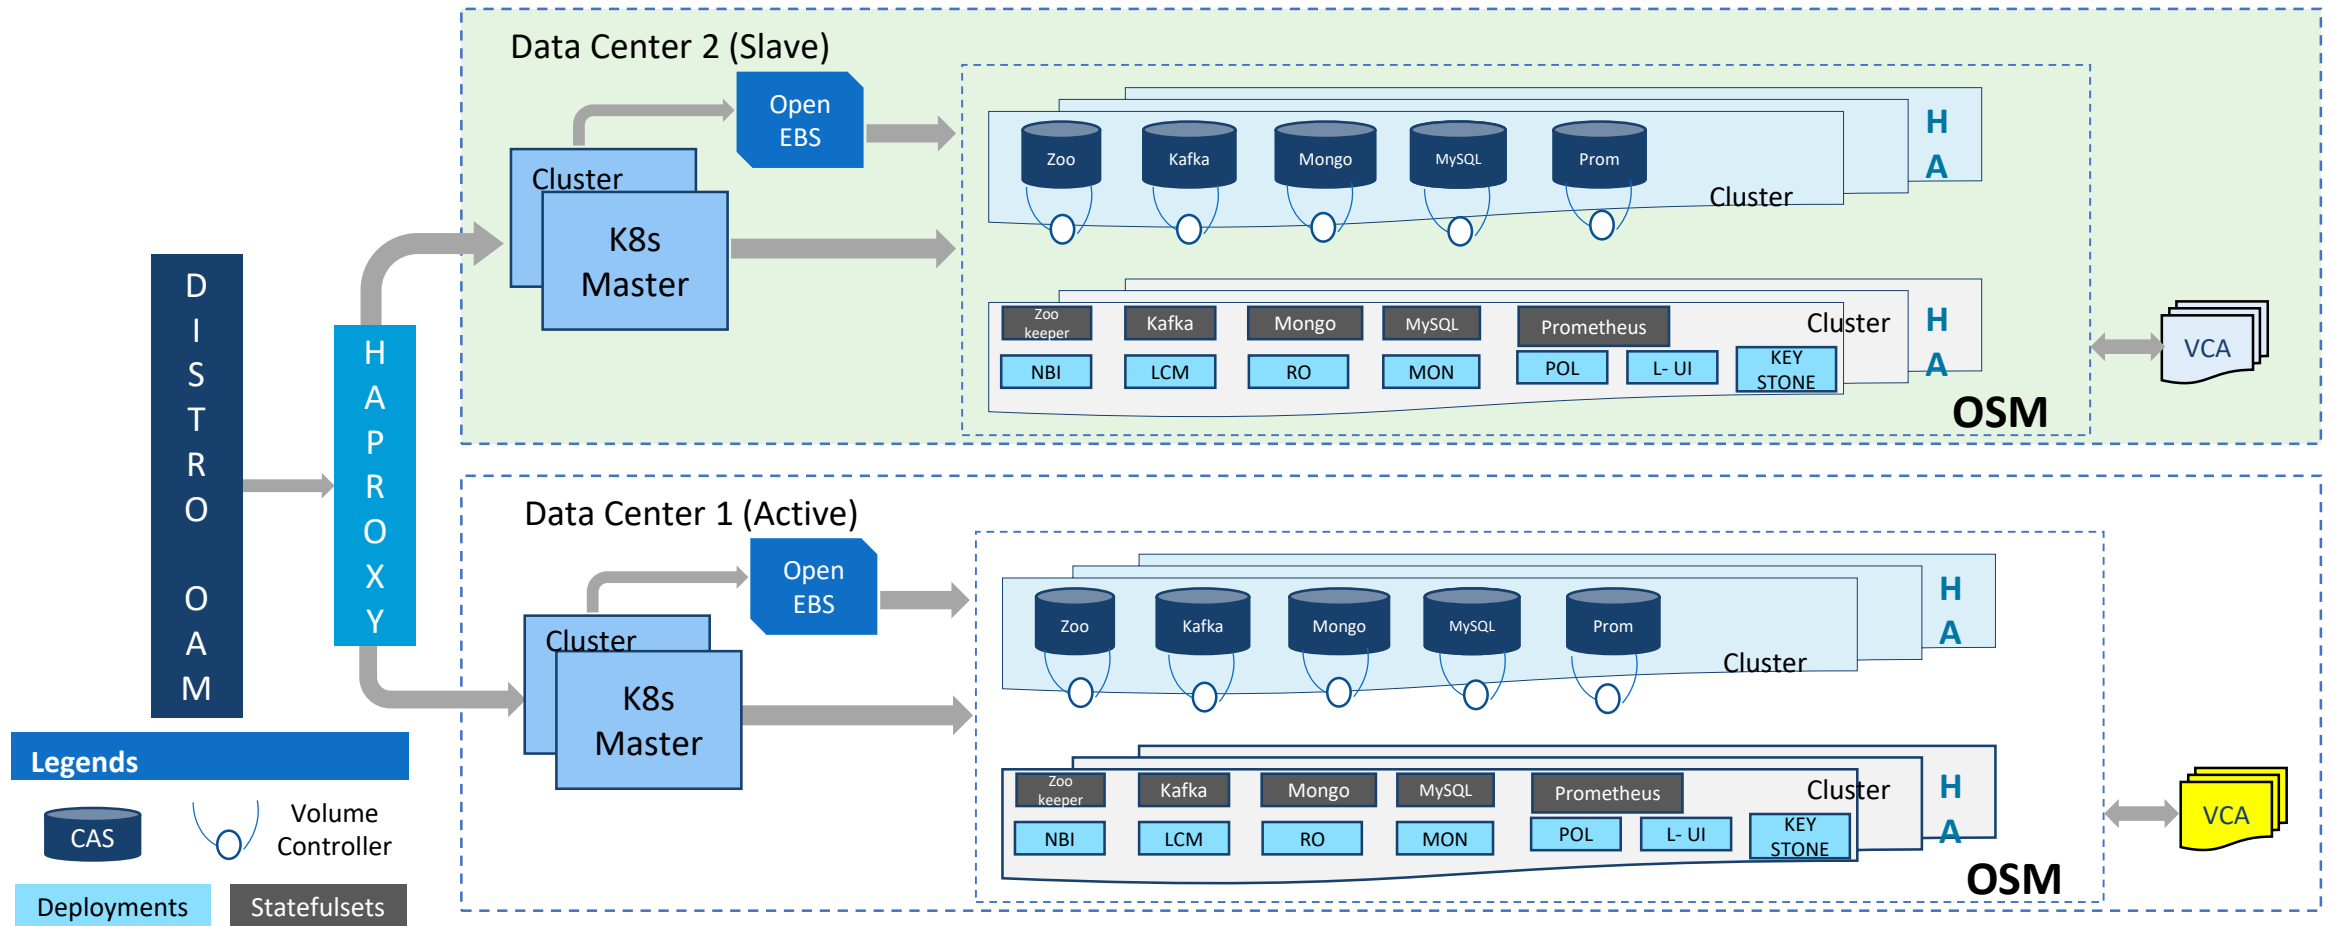 DISTRO OAM
HAPROXY
Data Center 2 (Slave)
Open
EBS
Cluster
K8s
Master
Zoo
Kafka
Mongo
MySQL
Prom
Cluster
H
A
Zoo
keeper
Kafka
Mongo
MySQL
Prometheus
Cluster
NBI
LCM
RO
MON
POL
L- UI
KEY
STONE
H
A
OSM
VCA
Data Center 1 (Active)
Open
EBS
Cluster
K8s
Master
Zoo
Kafka
Mongo
MySQL
Prom
Cluster
H
A
Zoo
keeper
Kafka
Mongo
MySQL
Prometheus
Cluster
NBI
LCM
RO
MON
POL
L- UI
KEY
STONE
H
A
OSM
VCA
Legends
CAS
Volume
Controller
Deployments
Statefulsets